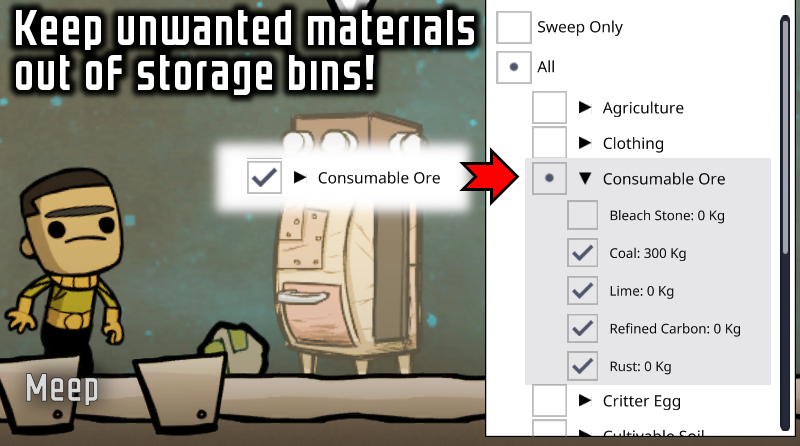 Keep unwanted materials
out of storage bins!
Consumable Ore
Meep
Sweep Only
All
Agriculture
Clothing
Consumable Ore
Bleach Stone: 0 Kg
Coal: 300 Kg
Lime: 0 Kg
Refined Carbon: 0 Kg
Rust: 0 Kg
Critter Egg
Cultivable Soil